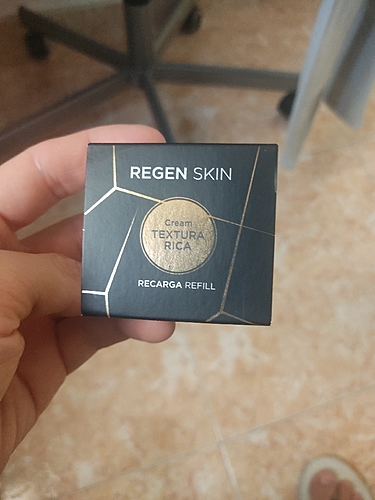 REGEN SKIN
Cream
TEXTURA
RICA
RECARGA REFILL